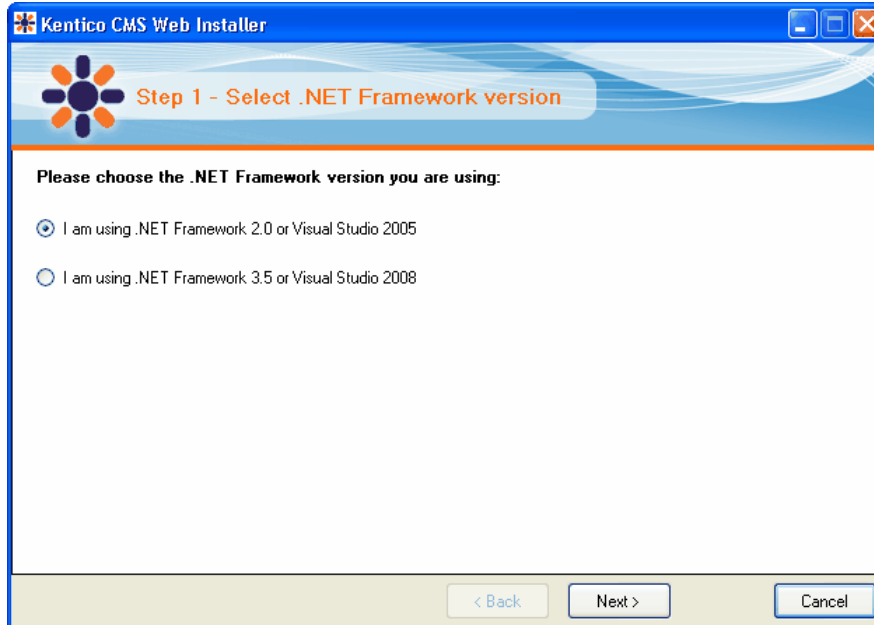 Kentico CMS Web Installer
Step 1 - Select .NET Framework version
Please choose the .NET Framework version you are using:
I am using .NET Framework 2.0 or Visual Studio 2005
I am using .NET Framework 3.5 or Visual Studio 2008
< Back Next > Cancel